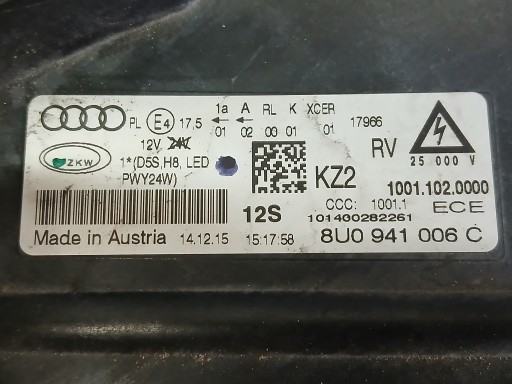 1a A RL K XCER
PL E4 17,5 ← ← 17966
01 02 00 01 01
12V 24V
ZKW 1*(D5S,H8, LED
PWY24W)
KZ2 RV 25 000 V
1001.102.0000
CCC: 1001.1 ECE
12S 101400282261
Made in Austria 14.12.15 15:17:58 8U0 941 006 C